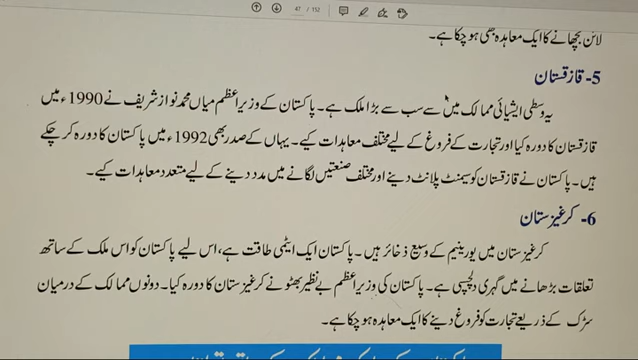 47 / 152
لائن بچھانے کا ایک معاہدہ بھی ہو چکا ہے۔
5- قازقستان
یہ وسطی ایشیائی ممالک میں سے سب سے بڑا ملک ہے۔ پاکستان کے وزیراعظم میاں محمد نواز شریف نے 1990ء میں
قازقستان کا دورہ کیا اور تجارت کے فروغ کے لیے مختلف معاہدات کیے۔ یہاں کے صدر بھی 1992ء میں پاکستان کا دورہ کر چکے
ہیں۔ پاکستان نے قازقستان کو سیمنٹ پلانٹ دینے اور مختلف صنعتیں لگانے میں مدد دینے کے لیے متعدد معاہدات کیے۔
6- کرغیزستان
کرغیزستان میں یورینیم کے وسیع ذخائر ہیں۔ پاکستان ایک ایٹمی طاقت ہے، اس لیے پاکستان کو اس ملک کے ساتھ
تعلقات بڑھانے میں گہری دلچسپی ہے۔ پاکستان کی وزیراعظم بے نظیر بھٹو نے کرغیزستان کا دورہ کیا۔ دونوں ممالک کے درمیان
سڑک کے ذریعے تجارت کو فروغ دینے کا ایک معاہدہ ہو چکا ہے۔